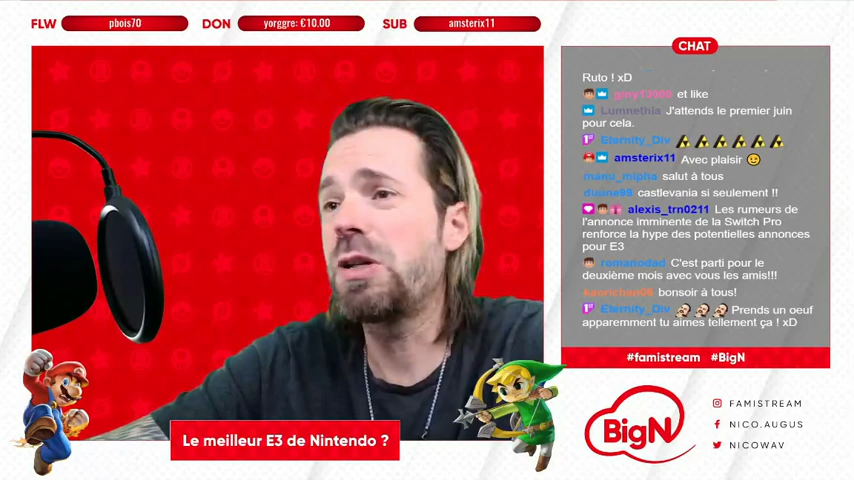 FLW pbois70 DON yorggre: €10.00 SUB amsterix11
CHAT
Ruto ! xD
giny13000 et like
Lumnethia J'attends le premier juin
pour cela.
Eternity_Div
amsterix11 Avec plaisir
manu_mipha salut à tous
castlevania si seulement !!
alexis_trn0211 Les rumeurs de
l'annonce imminente de la Switch Pro
renforce la hype des potentielles annonces
pour E3
romanodad C'est parti pour le
deuxième mois avec vous les amis!!!
bonsoir à tous!
Eternity_Div Prends un oeuf
apparemment tu aimes tellement ça ! xD
#famistream #BigN
Le meilleur E3 de Nintendo ?
BigN
FAMISTREAM
NICO.AUGUS
NICOWAV